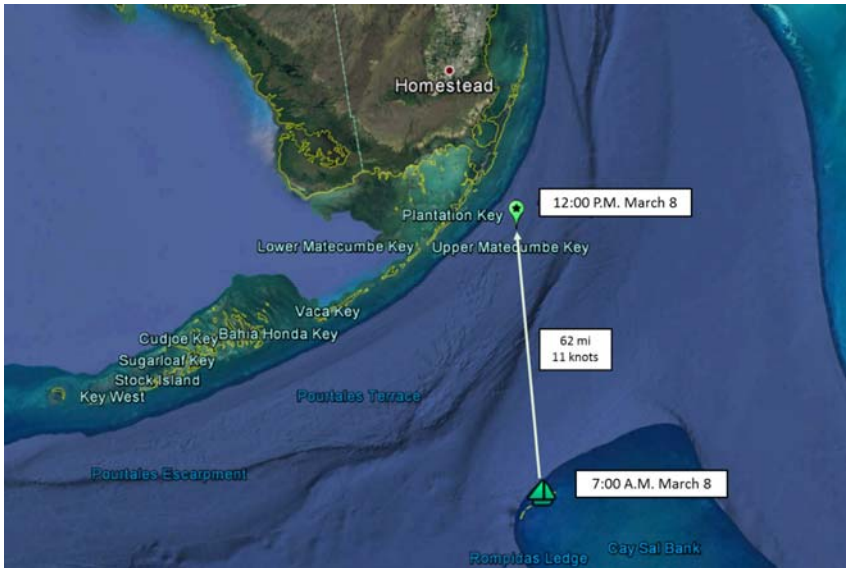 Homestead
12:00 P.M. March 8
Plantation Key
Lower Matecumbe Key
Upper Matecumbe Key
Vaca Key
Cudjoe Key
Bahia Honda Key
62 mi
11 knots
Sugarloaf Key
Stock Island
Key West
Pourtales Terrace
Pourtales Escarpment
7:00 A.M. March 8
Rompidas Ledge
Cay Sal Bank